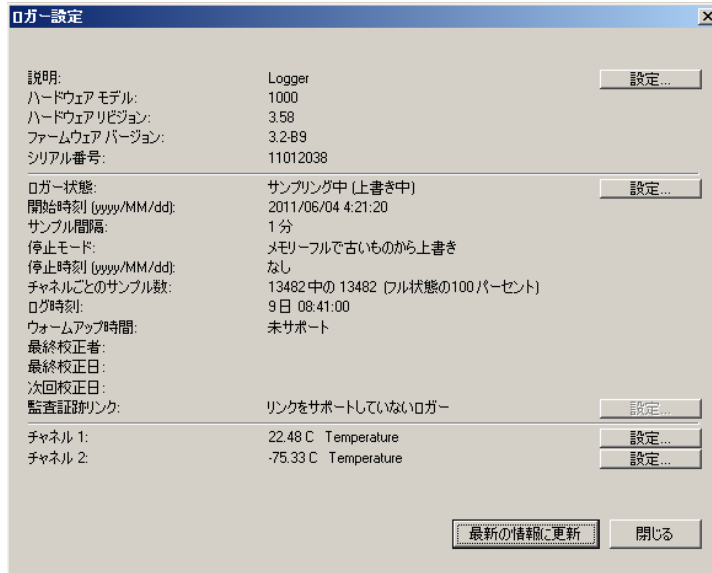 ロガー設定
説明: Logger 設定...
ハードウェア モデル: 1000
ハードウェア リビジョン: 3.58
ファームウェア バージョン: 3.2-B9
シリアル番号: 11012038
ロガー状態: サンプリング中 (上書き中) 設定...
開始時刻 (yyyy/MM/dd): 2011/06/04 4:21:20
サンプル間隔: 1 分
停止モード: メモリーフルで古いものから上書き
停止時刻 (yyyy/MM/dd): なし
チャネルごとのサンプル数: 13482 中の 13482 (フル状態の100 パーセント)
ログ時刻: 9 日 08:41:00
ウォームアップ時間: 未サポート
最終校正者:
最終校正日:
次回校正日:
監査証跡リンク: リンクをサポートしていないロガー 設定...
チャネル 1: 22.48 C Temperature 設定...
チャネル 2: -75.33 C Temperature 設定...
最新の情報に更新 閉じる